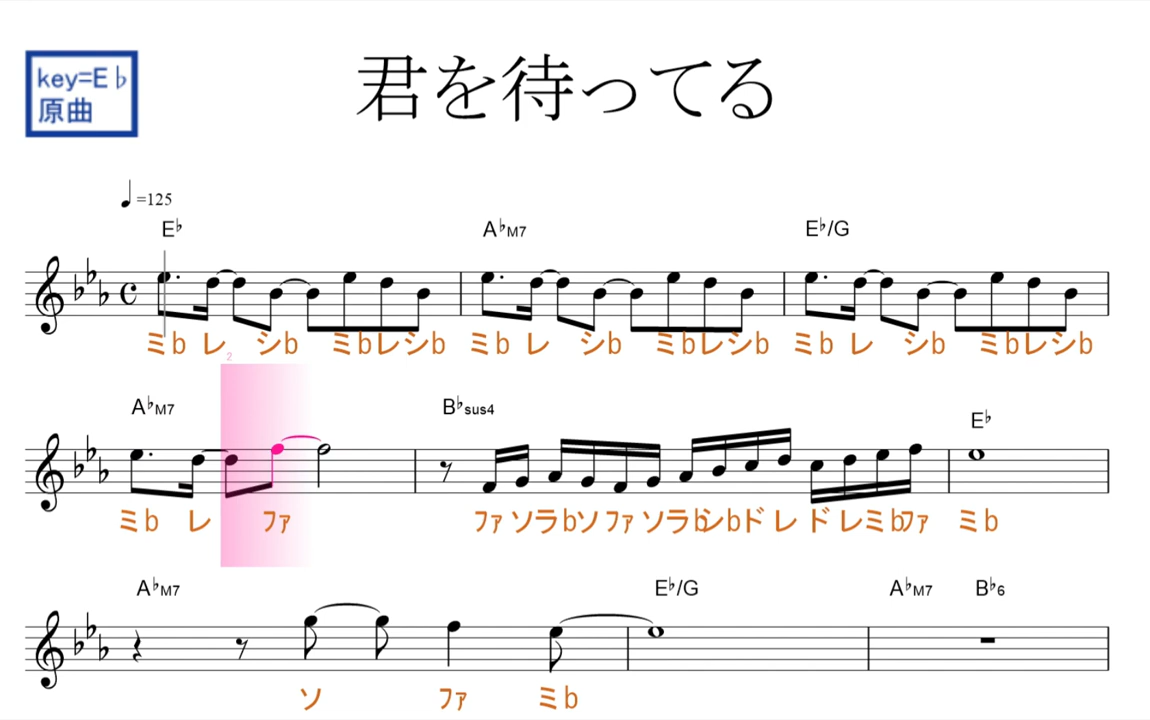 key=E♭
原曲
君を待ってる
♩=125
E♭ A♭M7 E♭/G
ミb レ シb ミbレシb ミb レ シb ミbレシb ミb レ シb ミbレシb
2
A♭M7 B♭sus4 E♭
ミb レ ファ ファ ソラbソ ファ ソラbシbド レ ド レミbファ ミb
A♭M7 E♭/G A♭M7 B♭6
ソ ファ ミb